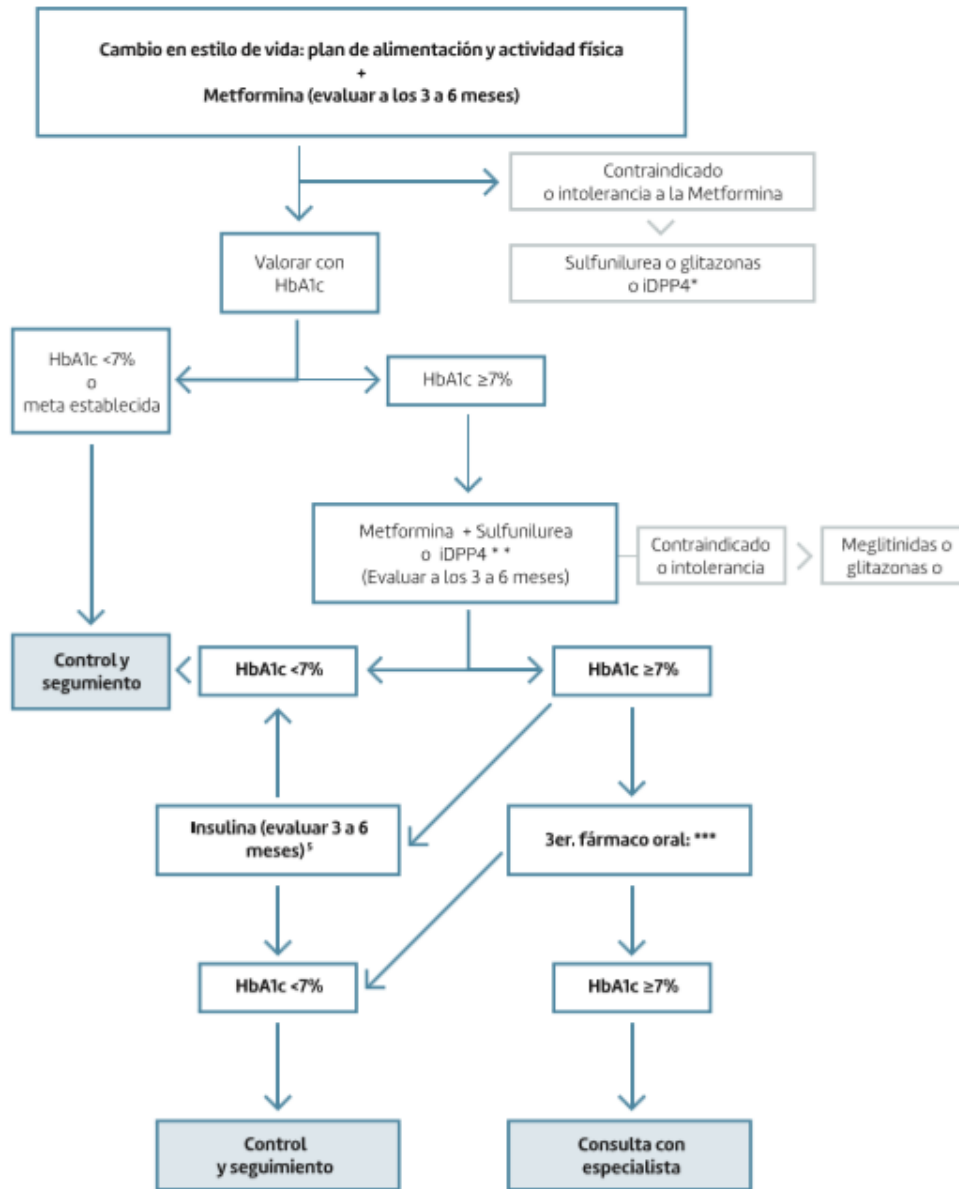 Cambio en estilo de vida: plan de alimentación y actividad física
+
Metformina (evaluar a los 3 a 6 meses)
Contraindicado
o intolerancia a la Metformina
Sulfunilurea o glitazonas
o iDPP4*
Valorar con
HbA1c
HbA1c <7%
o
meta establecida
HbA1c ≥7%
Metformina + Sulfunilurea
o iDPP4 * *
(Evaluar a los 3 a 6 meses)
Contraindicado
o intolerancia
Meglitinidas o
glitazonas o
Control y
segumiento
HbA1c <7%
HbA1c ≥7%
Insulina (evaluar 3 a 6
meses)⁵
3er. fármaco oral: ***
HbA1c <7%
HbA1c ≥7%
Control
y seguimiento
Consulta con
especialista